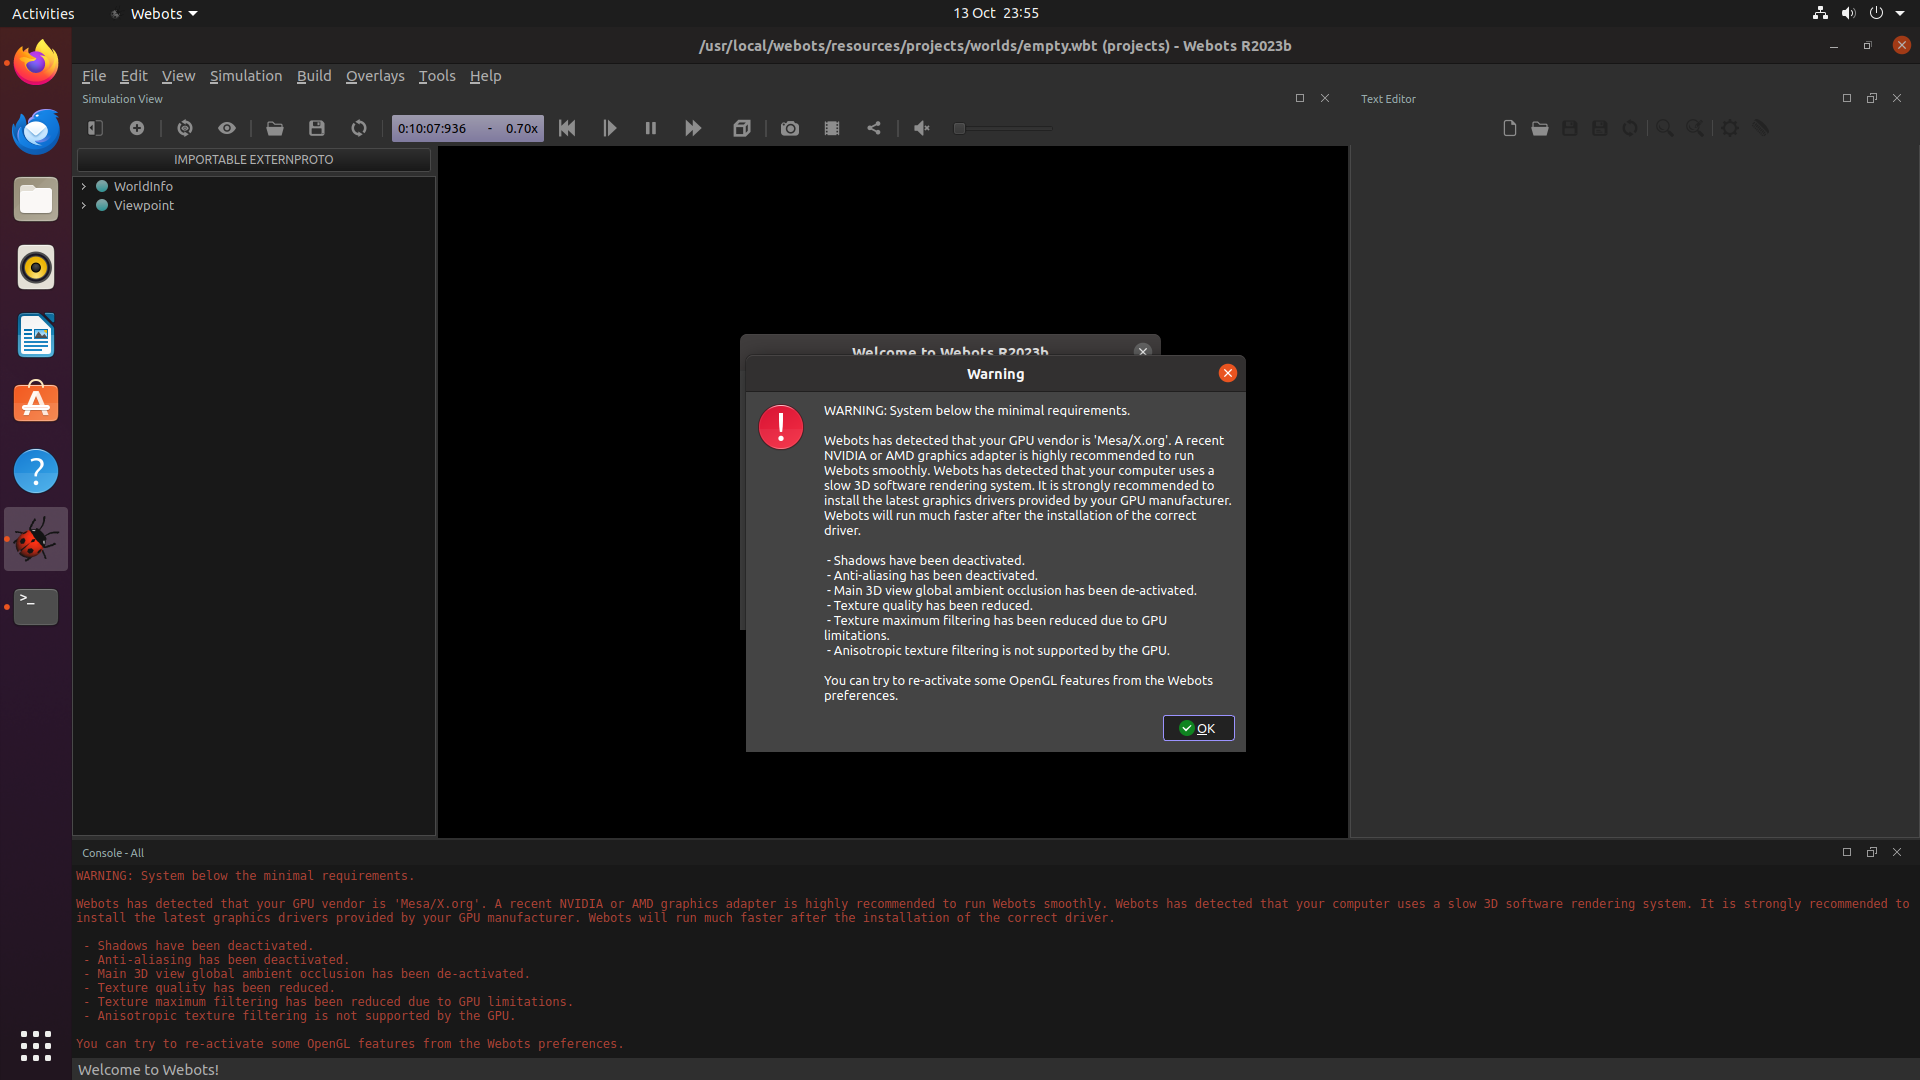 Activities
Webots
13 Oct 23:55
/usr/local/webots/resources/projects/worlds/empty.wbt (projects) - Webots R2023b
File Edit View Simulation Build Overlays Tools Help
Simulation View
Text Editor
0:10:07:936 - 0.70x
IMPORTABLE EXTERNPROTO
WorldInfo
Viewpoint
Welcome to Webots R2023b
Warning
WARNING: System below the minimal requirements.
Webots has detected that your GPU vendor is 'Mesa/X.org'. A recent
NVIDIA or AMD graphics adapter is highly recommended to run
Webots smoothly. Webots has detected that your computer uses a
slow 3D software rendering system. It is strongly recommended to
install the latest graphics drivers provided by your GPU manufacturer.
Webots will run much faster after the installation of the correct
driver.
- Shadows have been deactivated.
- Anti-aliasing has been deactivated.
- Main 3D view global ambient occlusion has been de-activated.
- Texture quality has been reduced.
- Texture maximum filtering has been reduced due to GPU
limitations.
- Anisotropic texture filtering is not supported by the GPU.
You can try to re-activate some OpenGL features from the Webots
preferences.
OK
Console - All
WARNING: System below the minimal requirements.
Webots has detected that your GPU vendor is 'Mesa/X.org'. A recent NVIDIA or AMD graphics adapter is highly recommended to run Webots smoothly. Webots has detected that your computer uses a slow 3D software rendering system. It is strongly recommended to
install the latest graphics drivers provided by your GPU manufacturer. Webots will run much faster after the installation of the correct driver.
- Shadows have been deactivated.
- Anti-aliasing has been deactivated.
- Main 3D view global ambient occlusion has been de-activated.
- Texture quality has been reduced.
- Texture maximum filtering has been reduced due to GPU limitations.
- Anisotropic texture filtering is not supported by the GPU.
You can try to re-activate some OpenGL features from the Webots preferences.
Welcome to Webots!